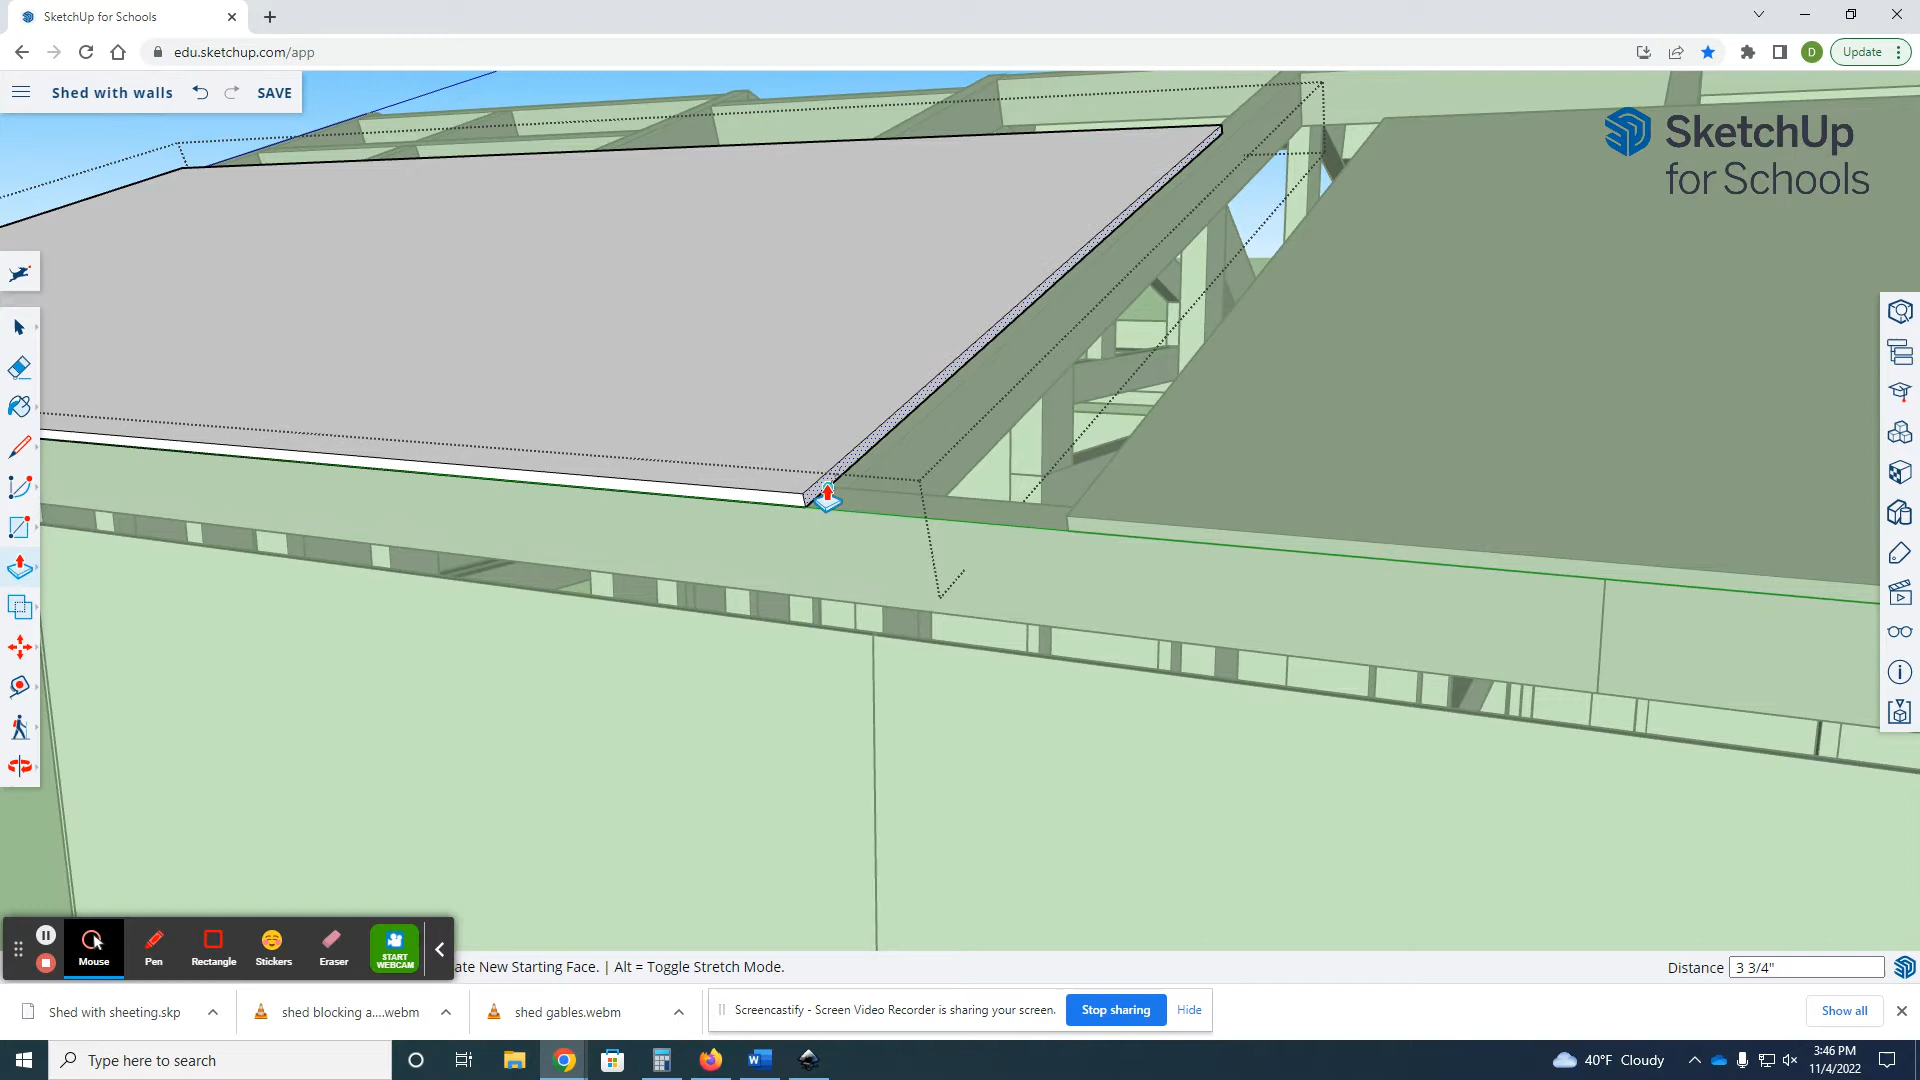 SketchUp for Schools
edu.sketchup.com/app
D
Update
Shed with walls
SAVE
SketchUp
for Schools
Mouse
Pen
Rectangle
Stickers
Eraser
START
WEBCAM
ate New Starting Face. | Alt = Toggle Stretch Mode.
Distance
3 3/4"
Shed with sheeting.skp
shed blocking a....webm
shed gables.webm
Screencastify - Screen Video Recorder is sharing your screen.
Stop sharing
Hide
Show all
Type here to search
40°F Cloudy
3:46 PM
11/4/2022